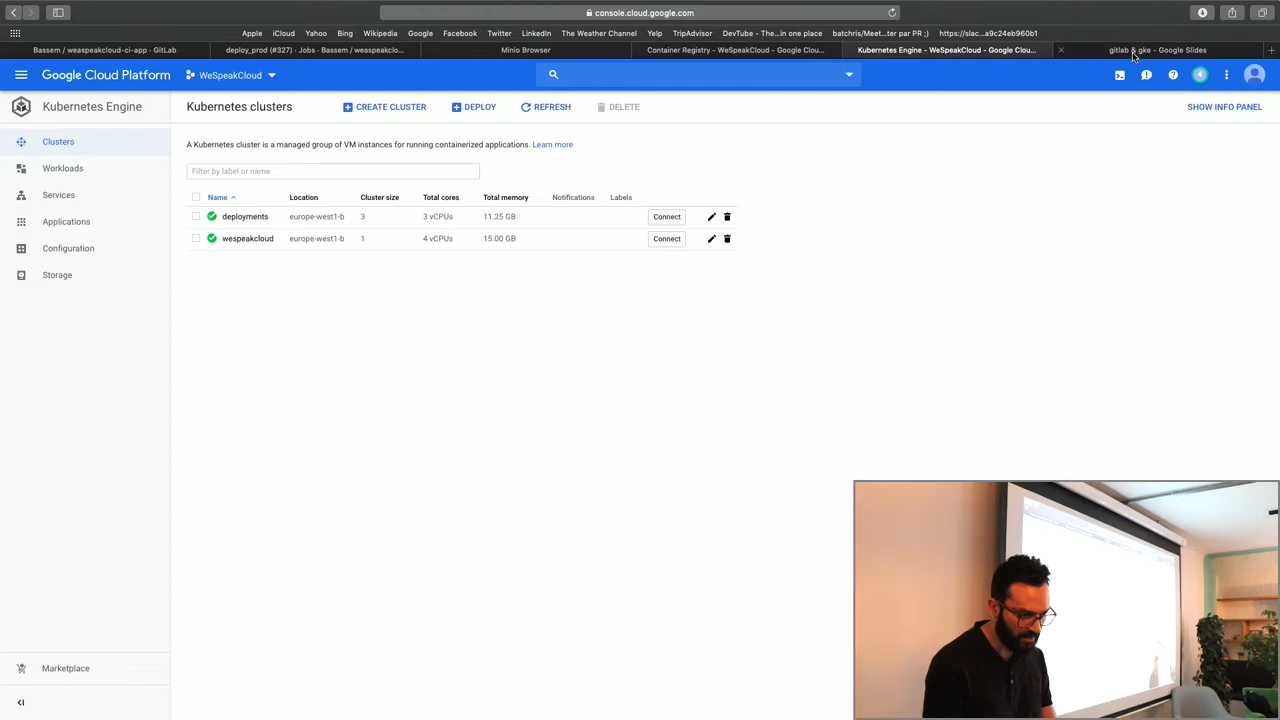 console.cloud.google.com
Apple iCloud Yahoo Bing Wikipedia Google Facebook Twitter LinkedIn The Weather Channel Yelp TripAdvisor DevTube - The...in one place batchris/Meet...ter par PR ;) https://slac...a9c24eb960b1
Bassem / weaspeakcloud-ci-app · GitLab deploy_prod (#327) · Jobs · Bassem / weaspeakclo... Minio Browser Container Registry - WeSpeakCloud - Google Clou... Kubernetes Engine - WeSpeakCloud - Google Clou... gitlab & gke - Google Slides
Google Cloud Platform WeSpeakCloud 4
Kubernetes Engine Kubernetes clusters CREATE CLUSTER DEPLOY REFRESH DELETE SHOW INFO PANEL
Clusters
Workloads
Services
Applications
Configuration
Storage
Marketplace
A Kubernetes cluster is a managed group of VM instances for running containerized applications. Learn more
Filter by label or name
Name Location Cluster size Total cores Total memory Notifications Labels
deployments europe-west1-b 3 3 vCPUs 11.25 GB Connect
wespeakcloud europe-west1-b 1 4 vCPUs 15.00 GB Connect